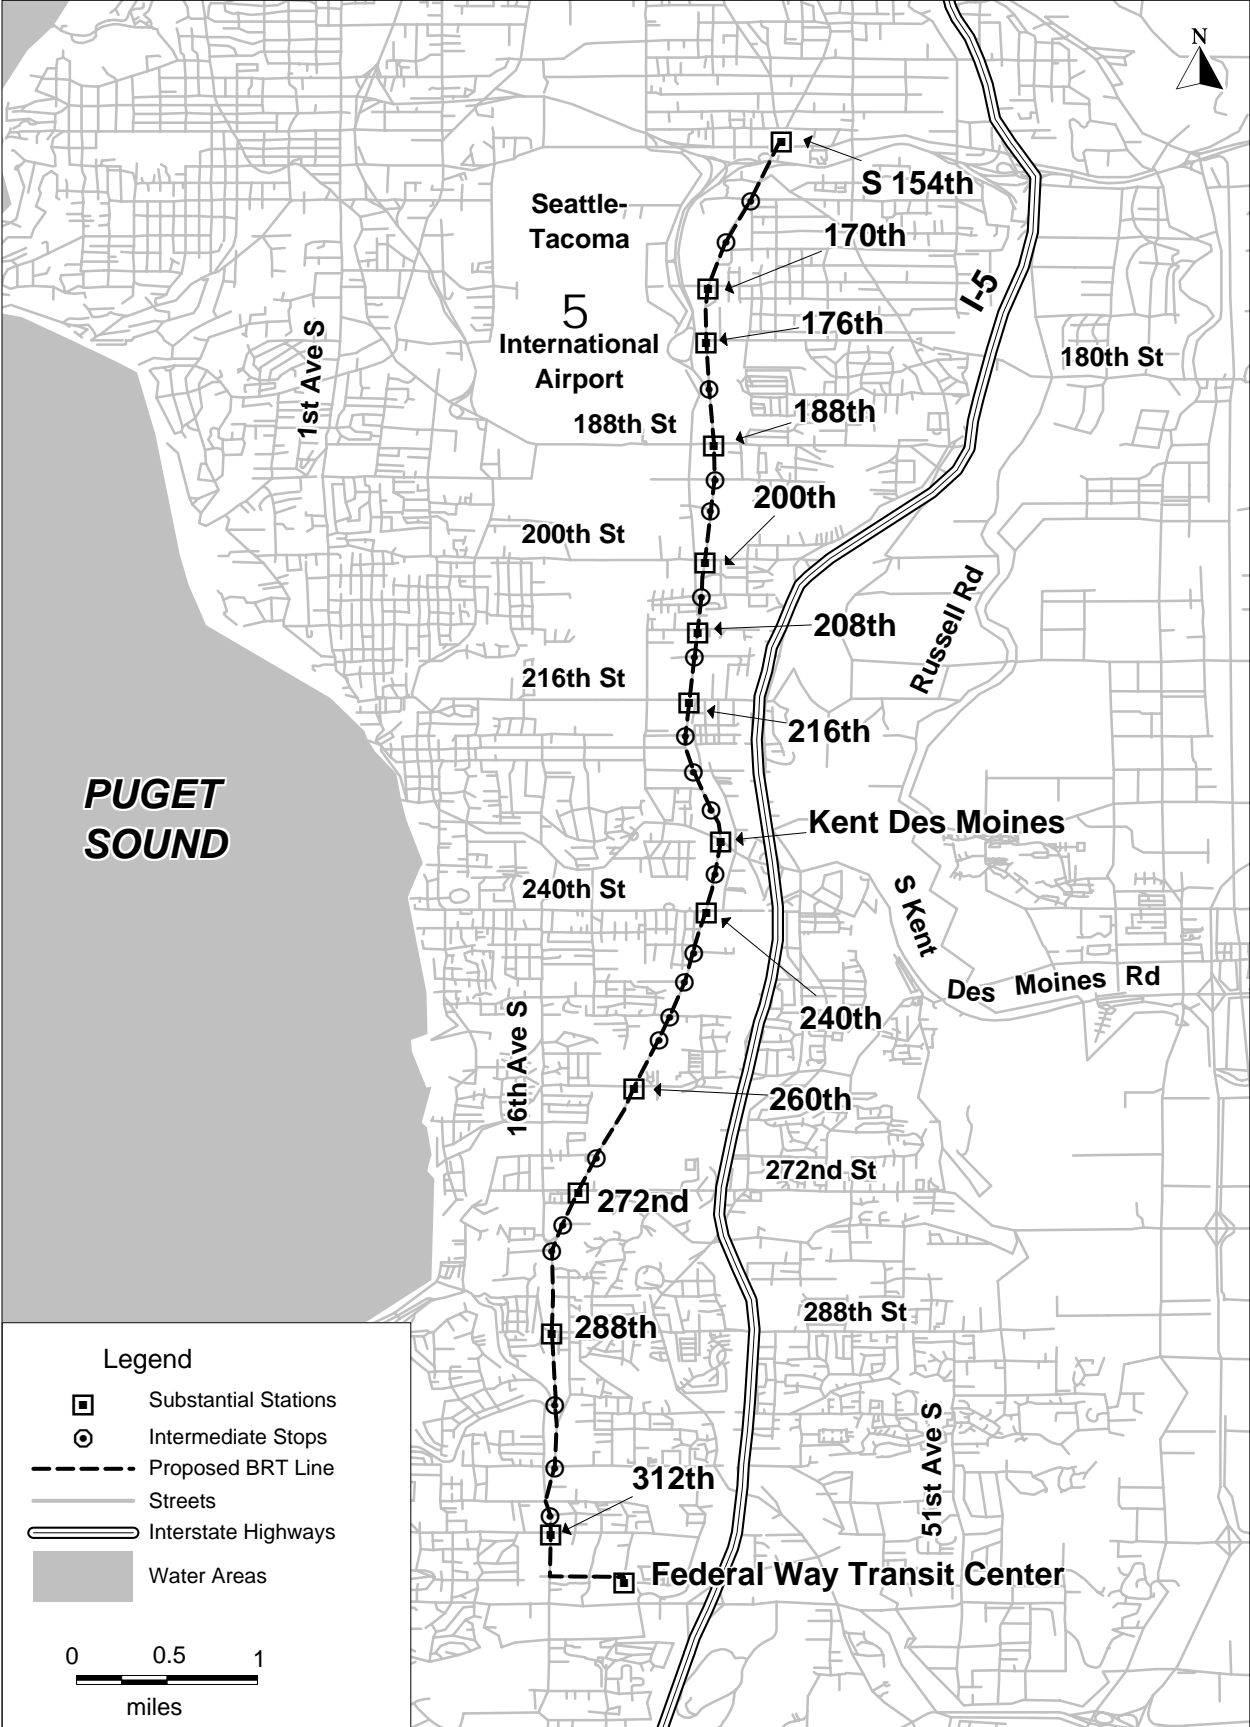 N
S 154th
Seattle-
Tacoma
170th
I-5
5
176th
International
Airport
180th St
1st Ave S
188th St
188th
200th
200th St
Russell Rd
208th
216th St
216th
PUGET
SOUND
Kent Des Moines
240th St
S Kent
Des Moines Rd
240th
16th Ave S
260th
272nd St
272nd
288th St
288th
51st Ave S
312th
Federal Way Transit Center
Legend
Substantial Stations
Intermediate Stops
Proposed BRT Line
Streets
Interstate Highways
Water Areas
0 0.5 1
miles